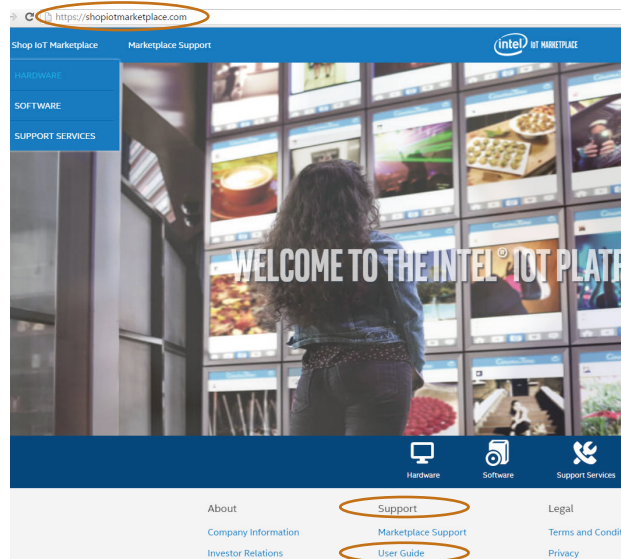 https://shopiotmarketplace.com
Shop IoT Marketplace Marketplace Support intel IOT MARKETPLACE
HARDWARE
SOFTWARE
SUPPORT SERVICES
WELCOME TO THE INTEL® IOT PLATF
Hardware Software Support Services
About Support Legal
Company Information Marketplace Support Terms and Condit
Investor Relations User Guide Privacy